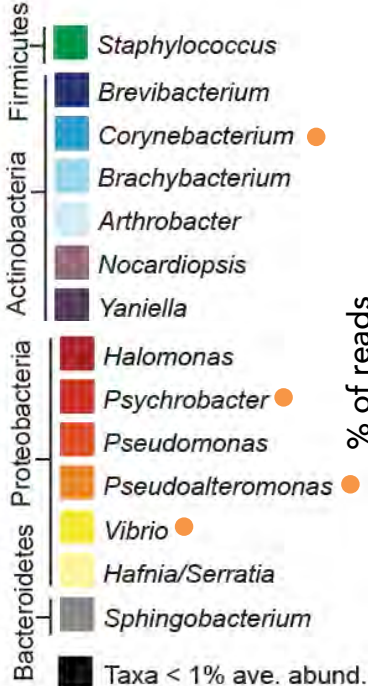 Firmicutes
Staphylococcus
Actinobacteria
Brevibacterium
Corynebacterium
Brachybacterium
Arthrobacter
Nocardiopsis
Yaniella
Proteobacteria
Halomonas
Psychrobacter
Pseudomonas
Pseudoalteromonas
Vibrio
Hafnia/Serratia
Bacteroidetes
Sphingobacterium
Taxa < 1% ave. abund.
% of reads